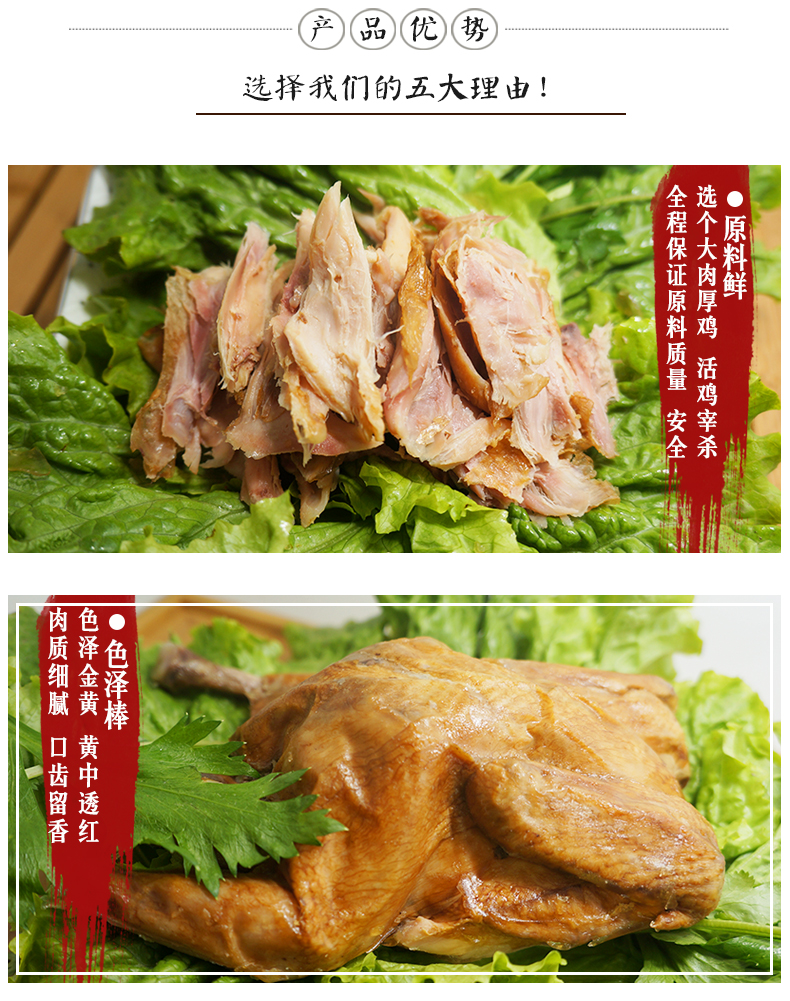 产品优势
选择我们的五大理由！
●原料鲜
选个大肉厚鸡 活鸡宰杀
全程保证原料质量 安全
●色泽棒
色泽金黄 黄中透红
肉质细腻 口齿留香